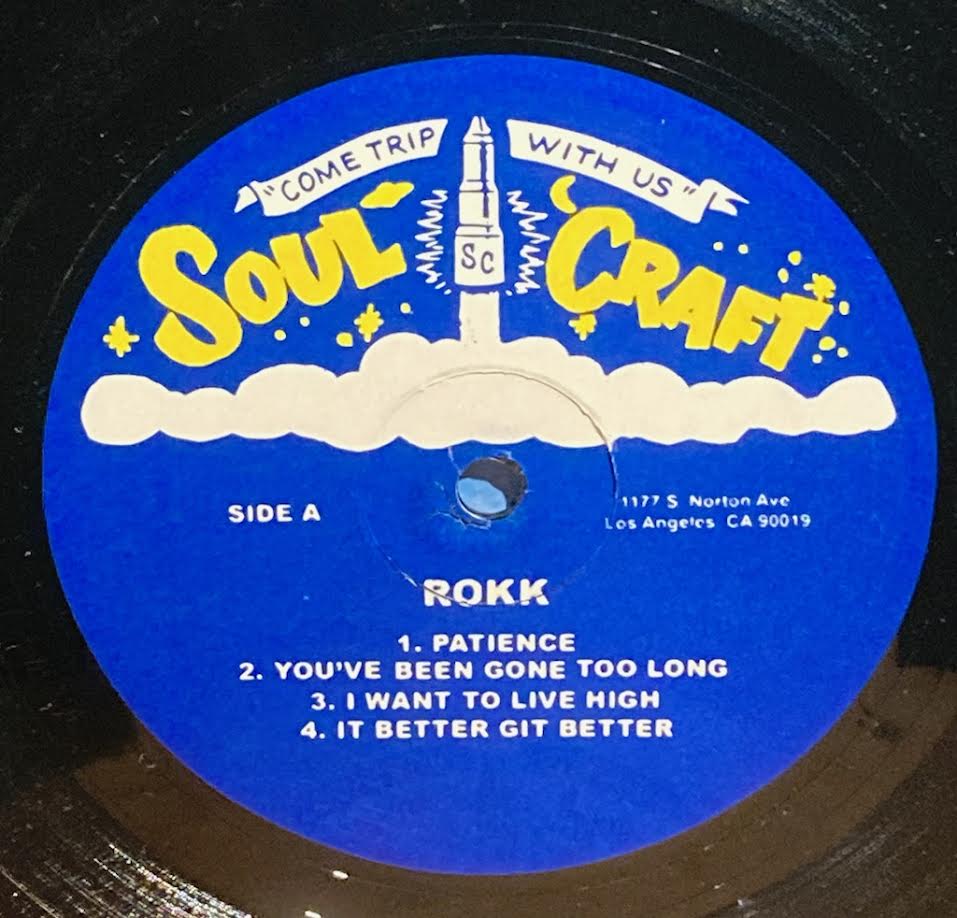 "COME TRIP WITH US"
SOUL CRAFT
SC
SIDE A
1177 S Norton Ave
Los Angeles CA 90019
ROKK
1. PATIENCE
2. YOU'VE BEEN GONE TOO LONG
3. I WANT TO LIVE HIGH
4. IT BETTER GIT BETTER